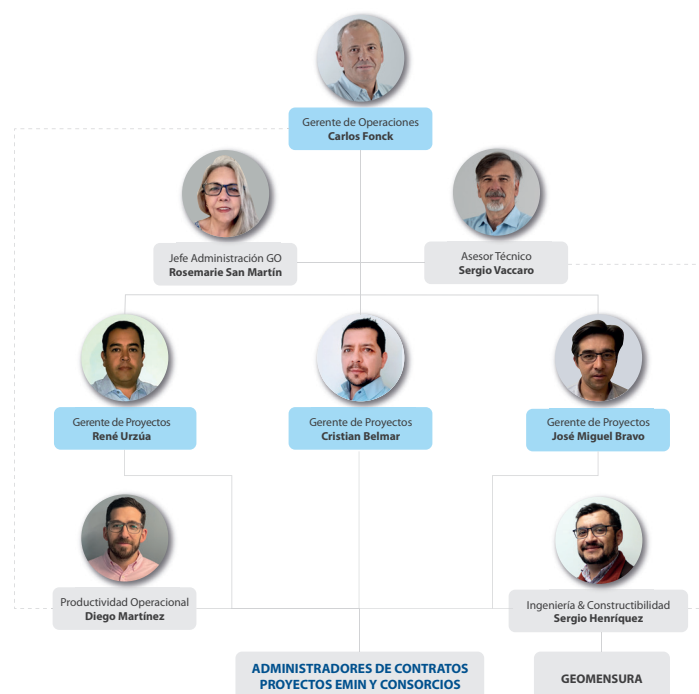 Gerente de Operaciones
Carlos Fonck
Jefe Administración GO
Rosemarie San Martín
Asesor Técnico
Sergio Vaccaro
Gerente de Proyectos
René Urzúa
Gerente de Proyectos
Cristian Belmar
Gerente de Proyectos
José Miguel Bravo
Productividad Operacional
Diego Martínez
Ingeniería & Constructibilidad
Sergio Henríquez
ADMINISTRADORES DE CONTRATOS
PROYECTOS EMIN Y CONSORCIOS
GEOMENSURA